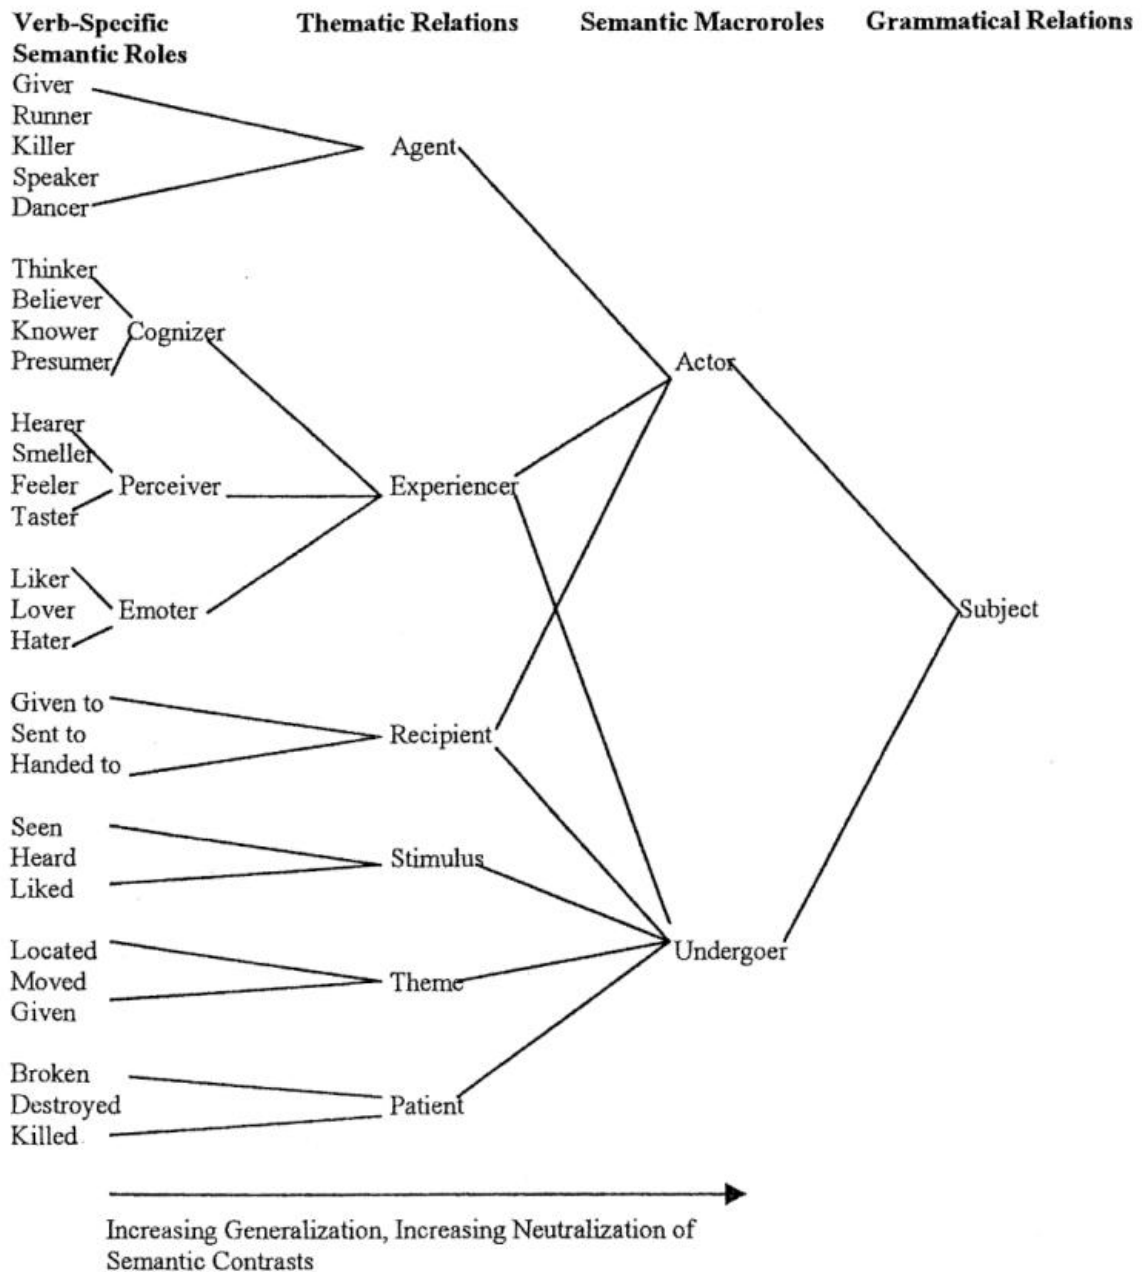 Verb-Specific Thematic Relations Semantic Macroroles Grammatical Relations
Semantic Roles
Giver
Runner
Killer Agent
Speaker
Dancer
Thinker
Believer
Knower Cognizer
Presumer Actor
Hearer
Smeller
Feeler Perceiver Experiencer
Taster
Liker
Lover Emoter Subject
Hater
Given to
Sent to Recipient
Handed to
Seen
Heard Stimulus
Liked
Located Undergoer
Moved Theme
Given
Broken
Destroyed Patient
Killed
Increasing Generalization, Increasing Neutralization of
Semantic Contrasts